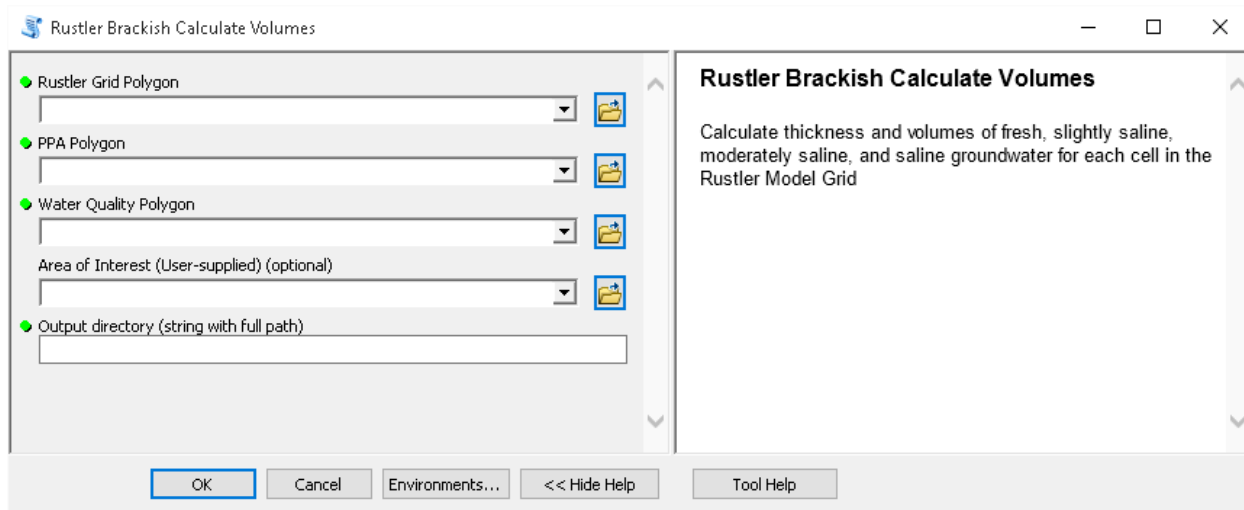 Rustler Brackish Calculate Volumes
Rustler Grid Polygon
PPA Polygon
Water Quality Polygon
Area of Interest (User-supplied) (optional)
Output directory (string with full path)
Rustler Brackish Calculate Volumes
Calculate thickness and volumes of fresh, slightly saline,
moderately saline, and saline groundwater for each cell in the
Rustler Model Grid
OK
Cancel
Environments...
<< Hide Help
Tool Help